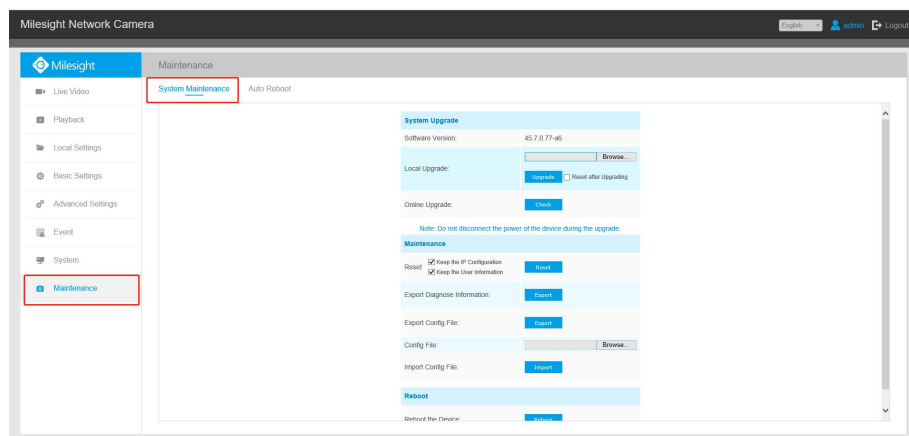 Milesight Network Camera
English
admin
Logout
Milesight
Maintenance
Live Video
Playback
Local Settings
Basic Settings
Advanced Settings
Event
System
Maintenance
System Maintenance
Auto Reboot
System Upgrade
Software Version: 45.7.0.77-a6
Browse...
Local Upgrade:
Upgrade Reset after Upgrading
Online Upgrade: Check
Note: Do not disconnect the power of the device during the upgrade.
Maintenance
Keep the IP Configuration
Reset Reset
Keep the User Information
Export Diagnose Information: Export
Export Config File: Export
Config File: Browse...
Import Config File: Import
Reboot
Reboot the Device: Reboot